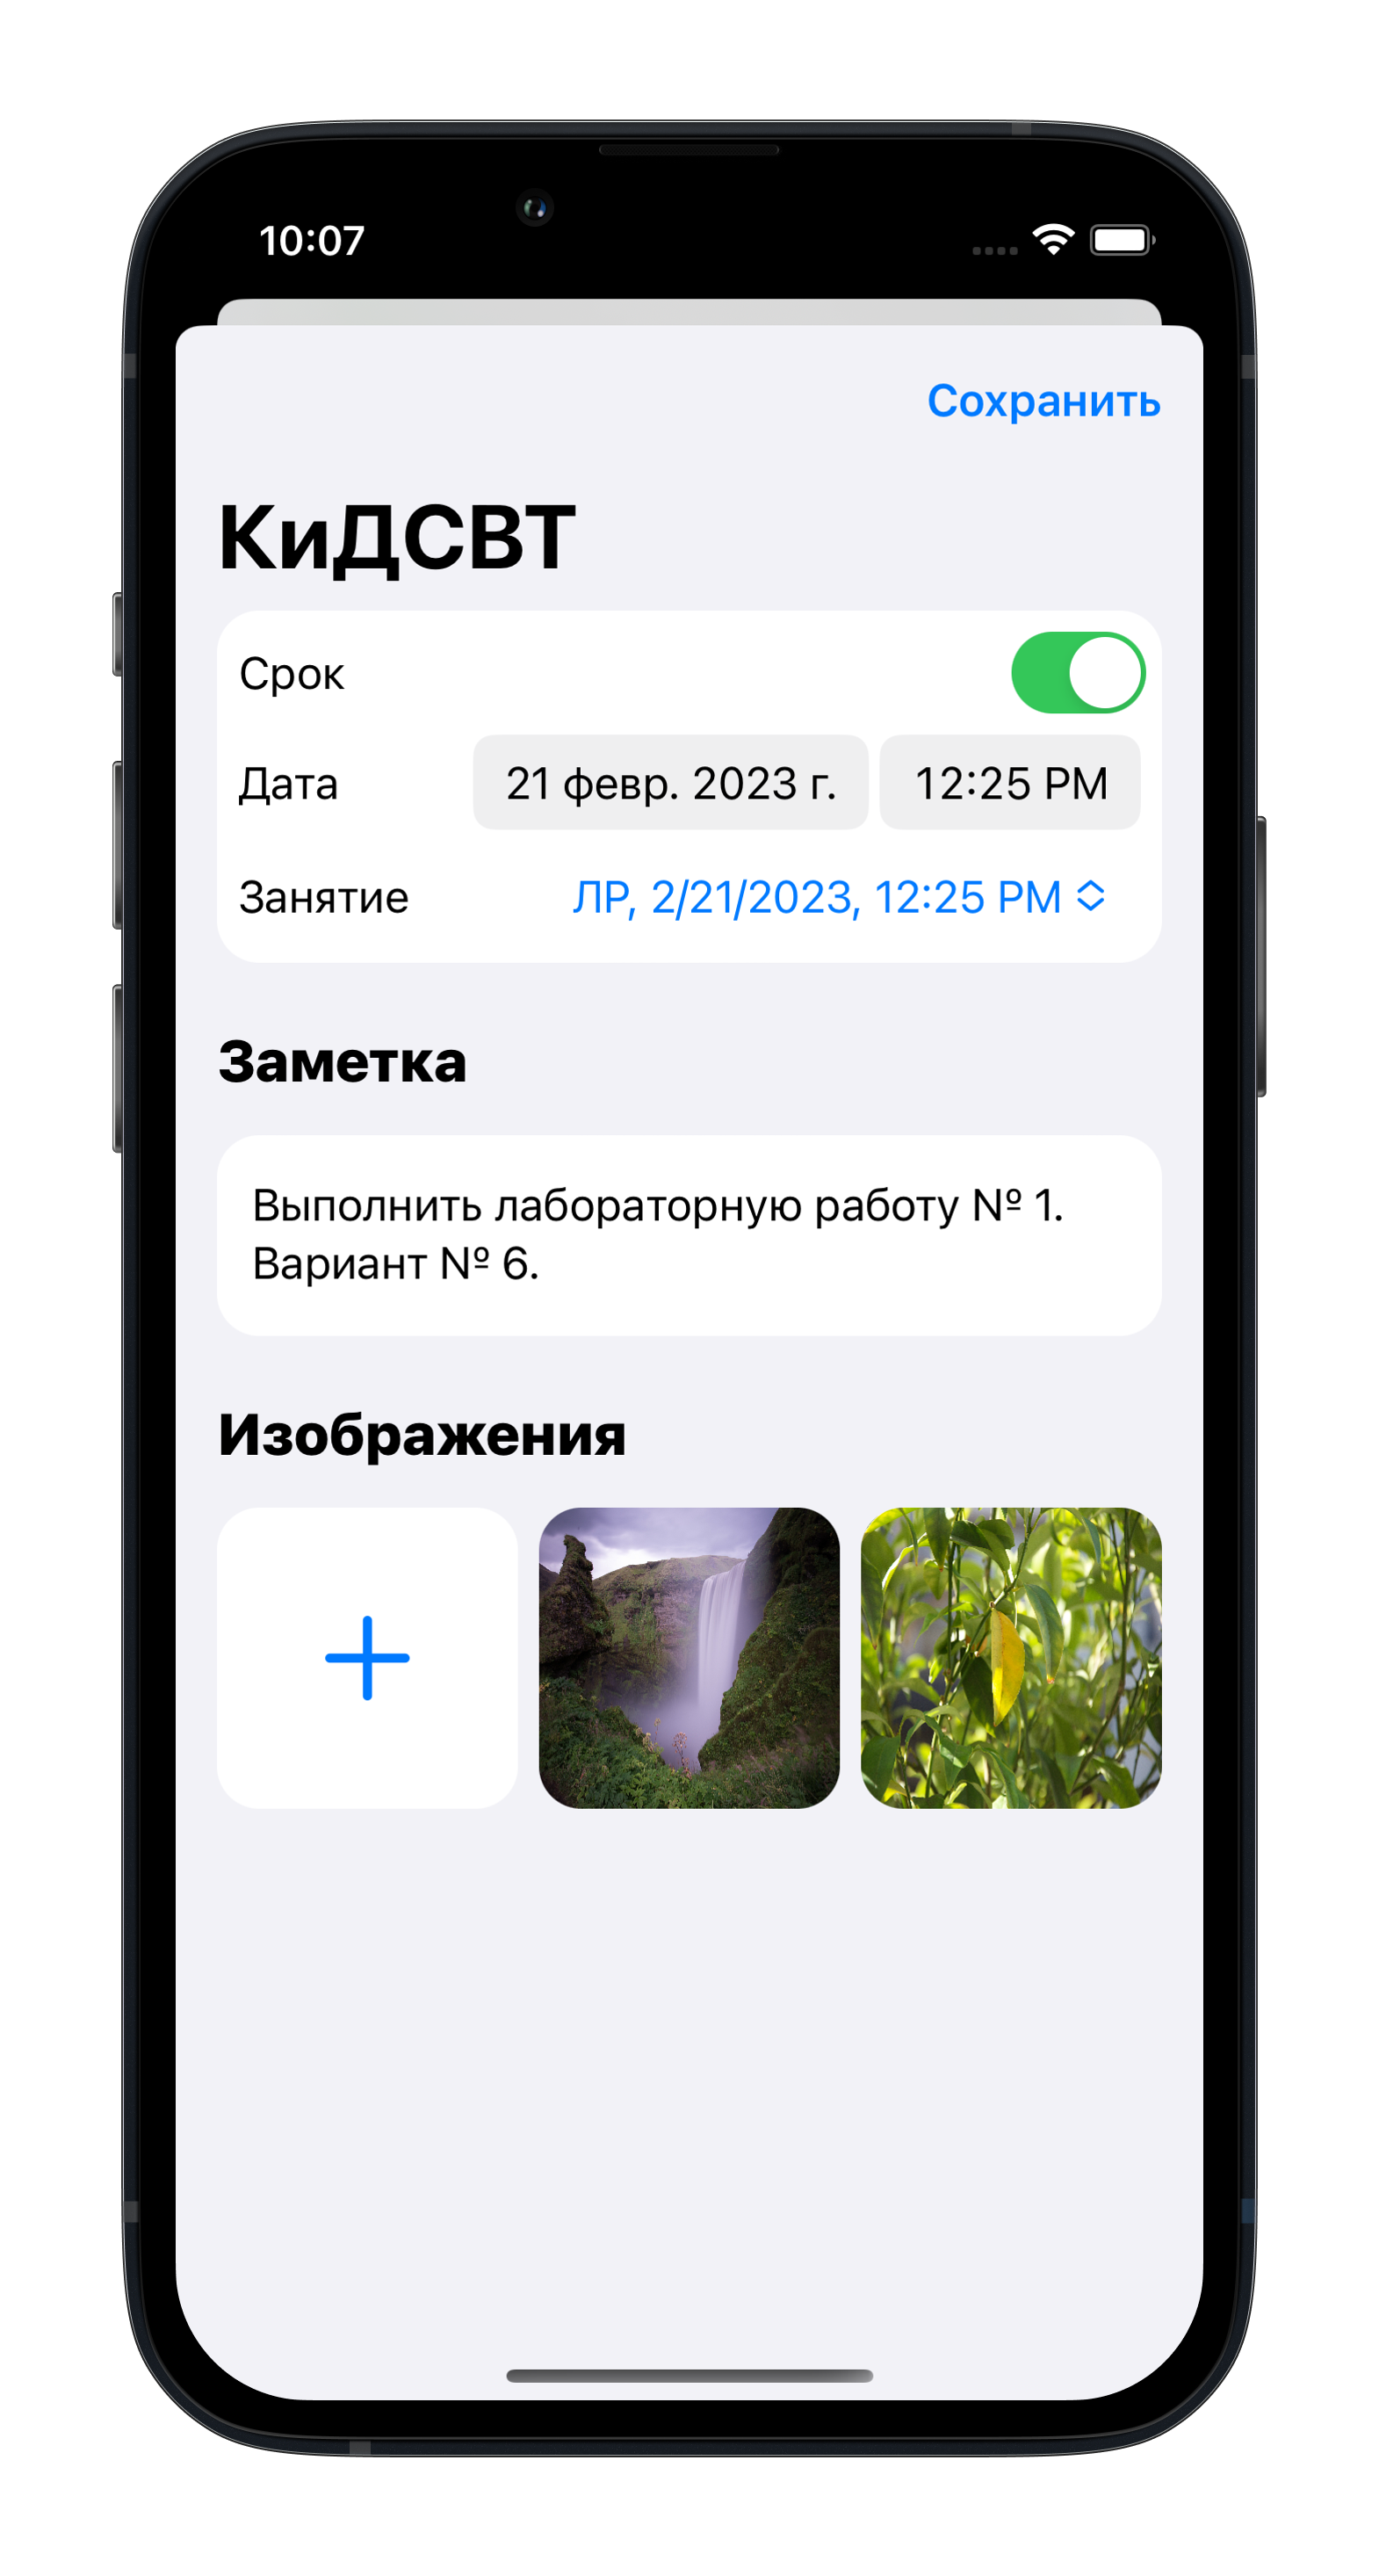 10:07
Сохранить
КиДСВТ
Срок
Дата 21 февр. 2023 г. 12:25 PM
Занятие ЛР, 2/21/2023, 12:25 PM
Заметка
Выполнить лабораторную работу № 1.
Вариант № 6.
Изображения